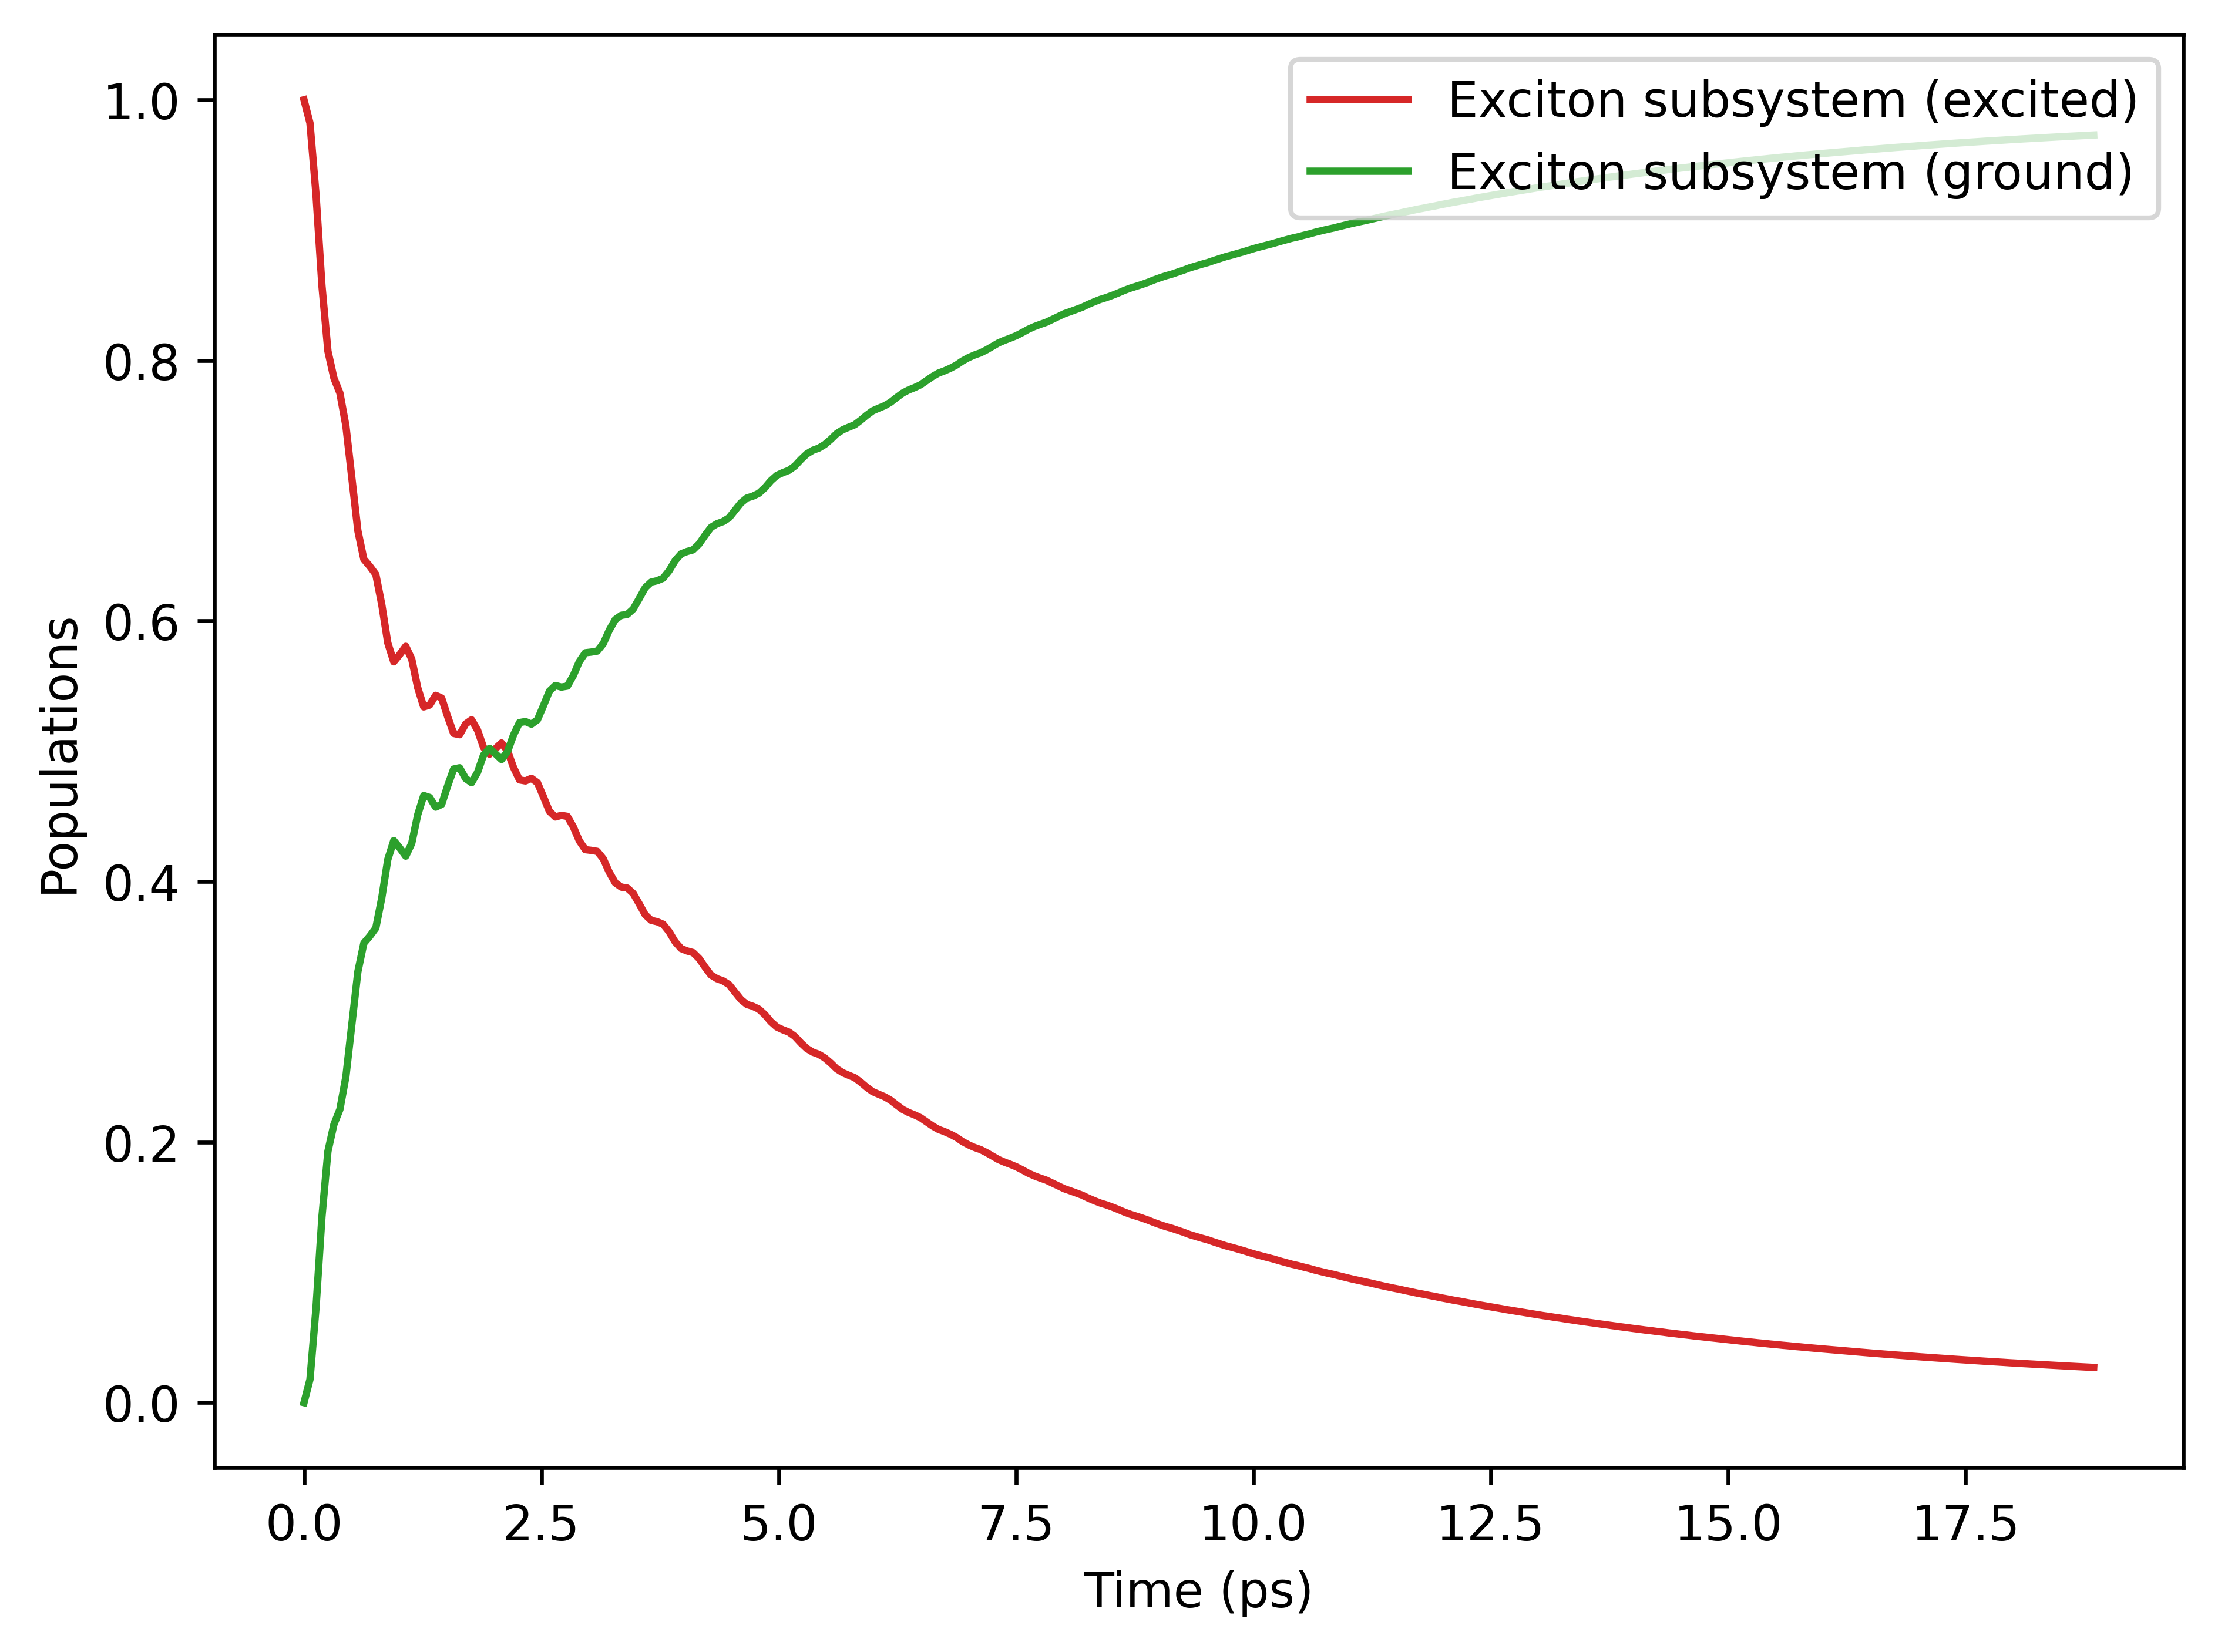 Exciton subsystem (excited)
Exciton subsystem (ground)
1.0
0.8
0.6
0.4
0.2
0.0
Populations
0.0 2.5 5.0 7.5 10.0 12.5 15.0 17.5
Time (ps)